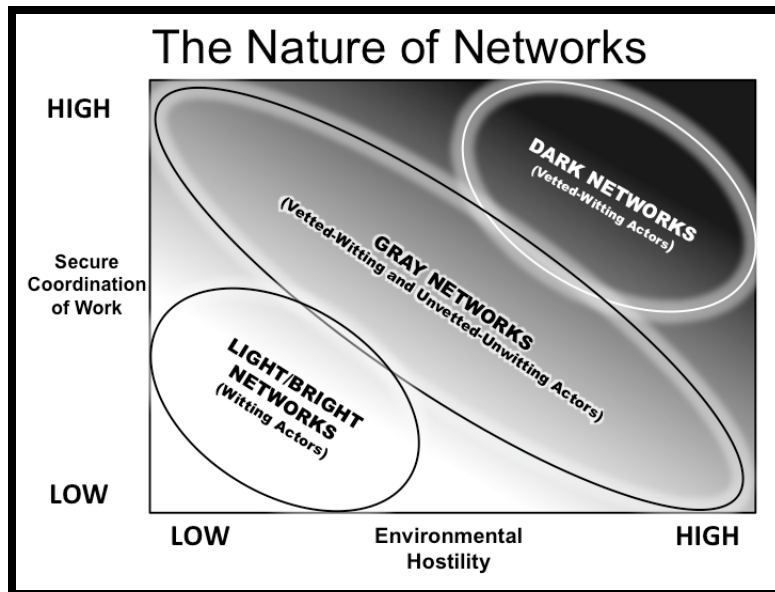 The Nature of Networks
HIGH
DARK NETWORKS
(Vetted-Witting Actors)
GRAY NETWORKS
(Vetted-Witting and Unvetted-Unwitting Actors)
Secure
Coordination
of Work
LIGHT/BRIGHT
NETWORKS
(Witting Actors)
LOW
LOW
Environmental
Hostility
HIGH